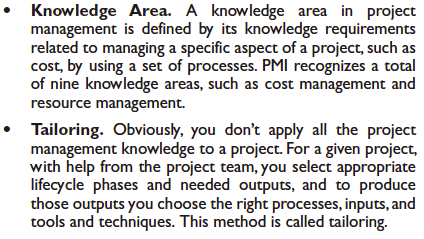 • Knowledge Area. A knowledge area in project
management is defined by its knowledge requirements
related to managing a specific aspect of a project, such as
cost, by using a set of processes. PMI recognizes a total
of nine knowledge areas, such as cost management and
resource management.
• Tailoring. Obviously, you don't apply all the project
management knowledge to a project. For a given project,
with help from the project team, you select appropriate
lifecycle phases and needed outputs, and to produce
those outputs you choose the right processes, inputs, and
tools and techniques. This method is called tailoring.